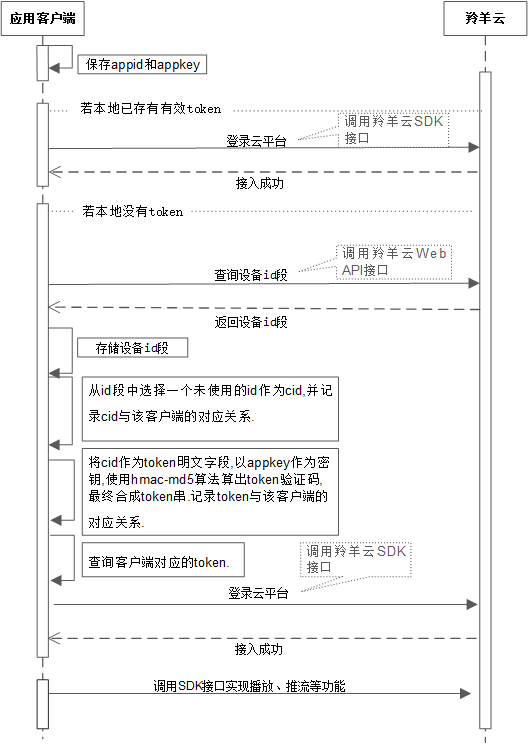 应用客户端
羚羊云
保存appid和appkey
若本地已存有有效token
调用羚羊云SDK
接口
登录云平台
接入成功
若本地没有token
调用羚羊云Web
API接口
查询设备id段
返回设备id段
存储设备id段
从id段中选择一个未使用的id作为cid,并记
录cid与该客户端的对应关系.
将cid作为token明文字段,以appkey作为密
钥,使用hmac-md5算法算出token验证码,
最终合成token串.记录token与该客户端的
对应关系.
调用羚羊云SDK
接口
查询客户端对应的token.
登录云平台
接入成功
调用SDK接口实现播放、推流等功能